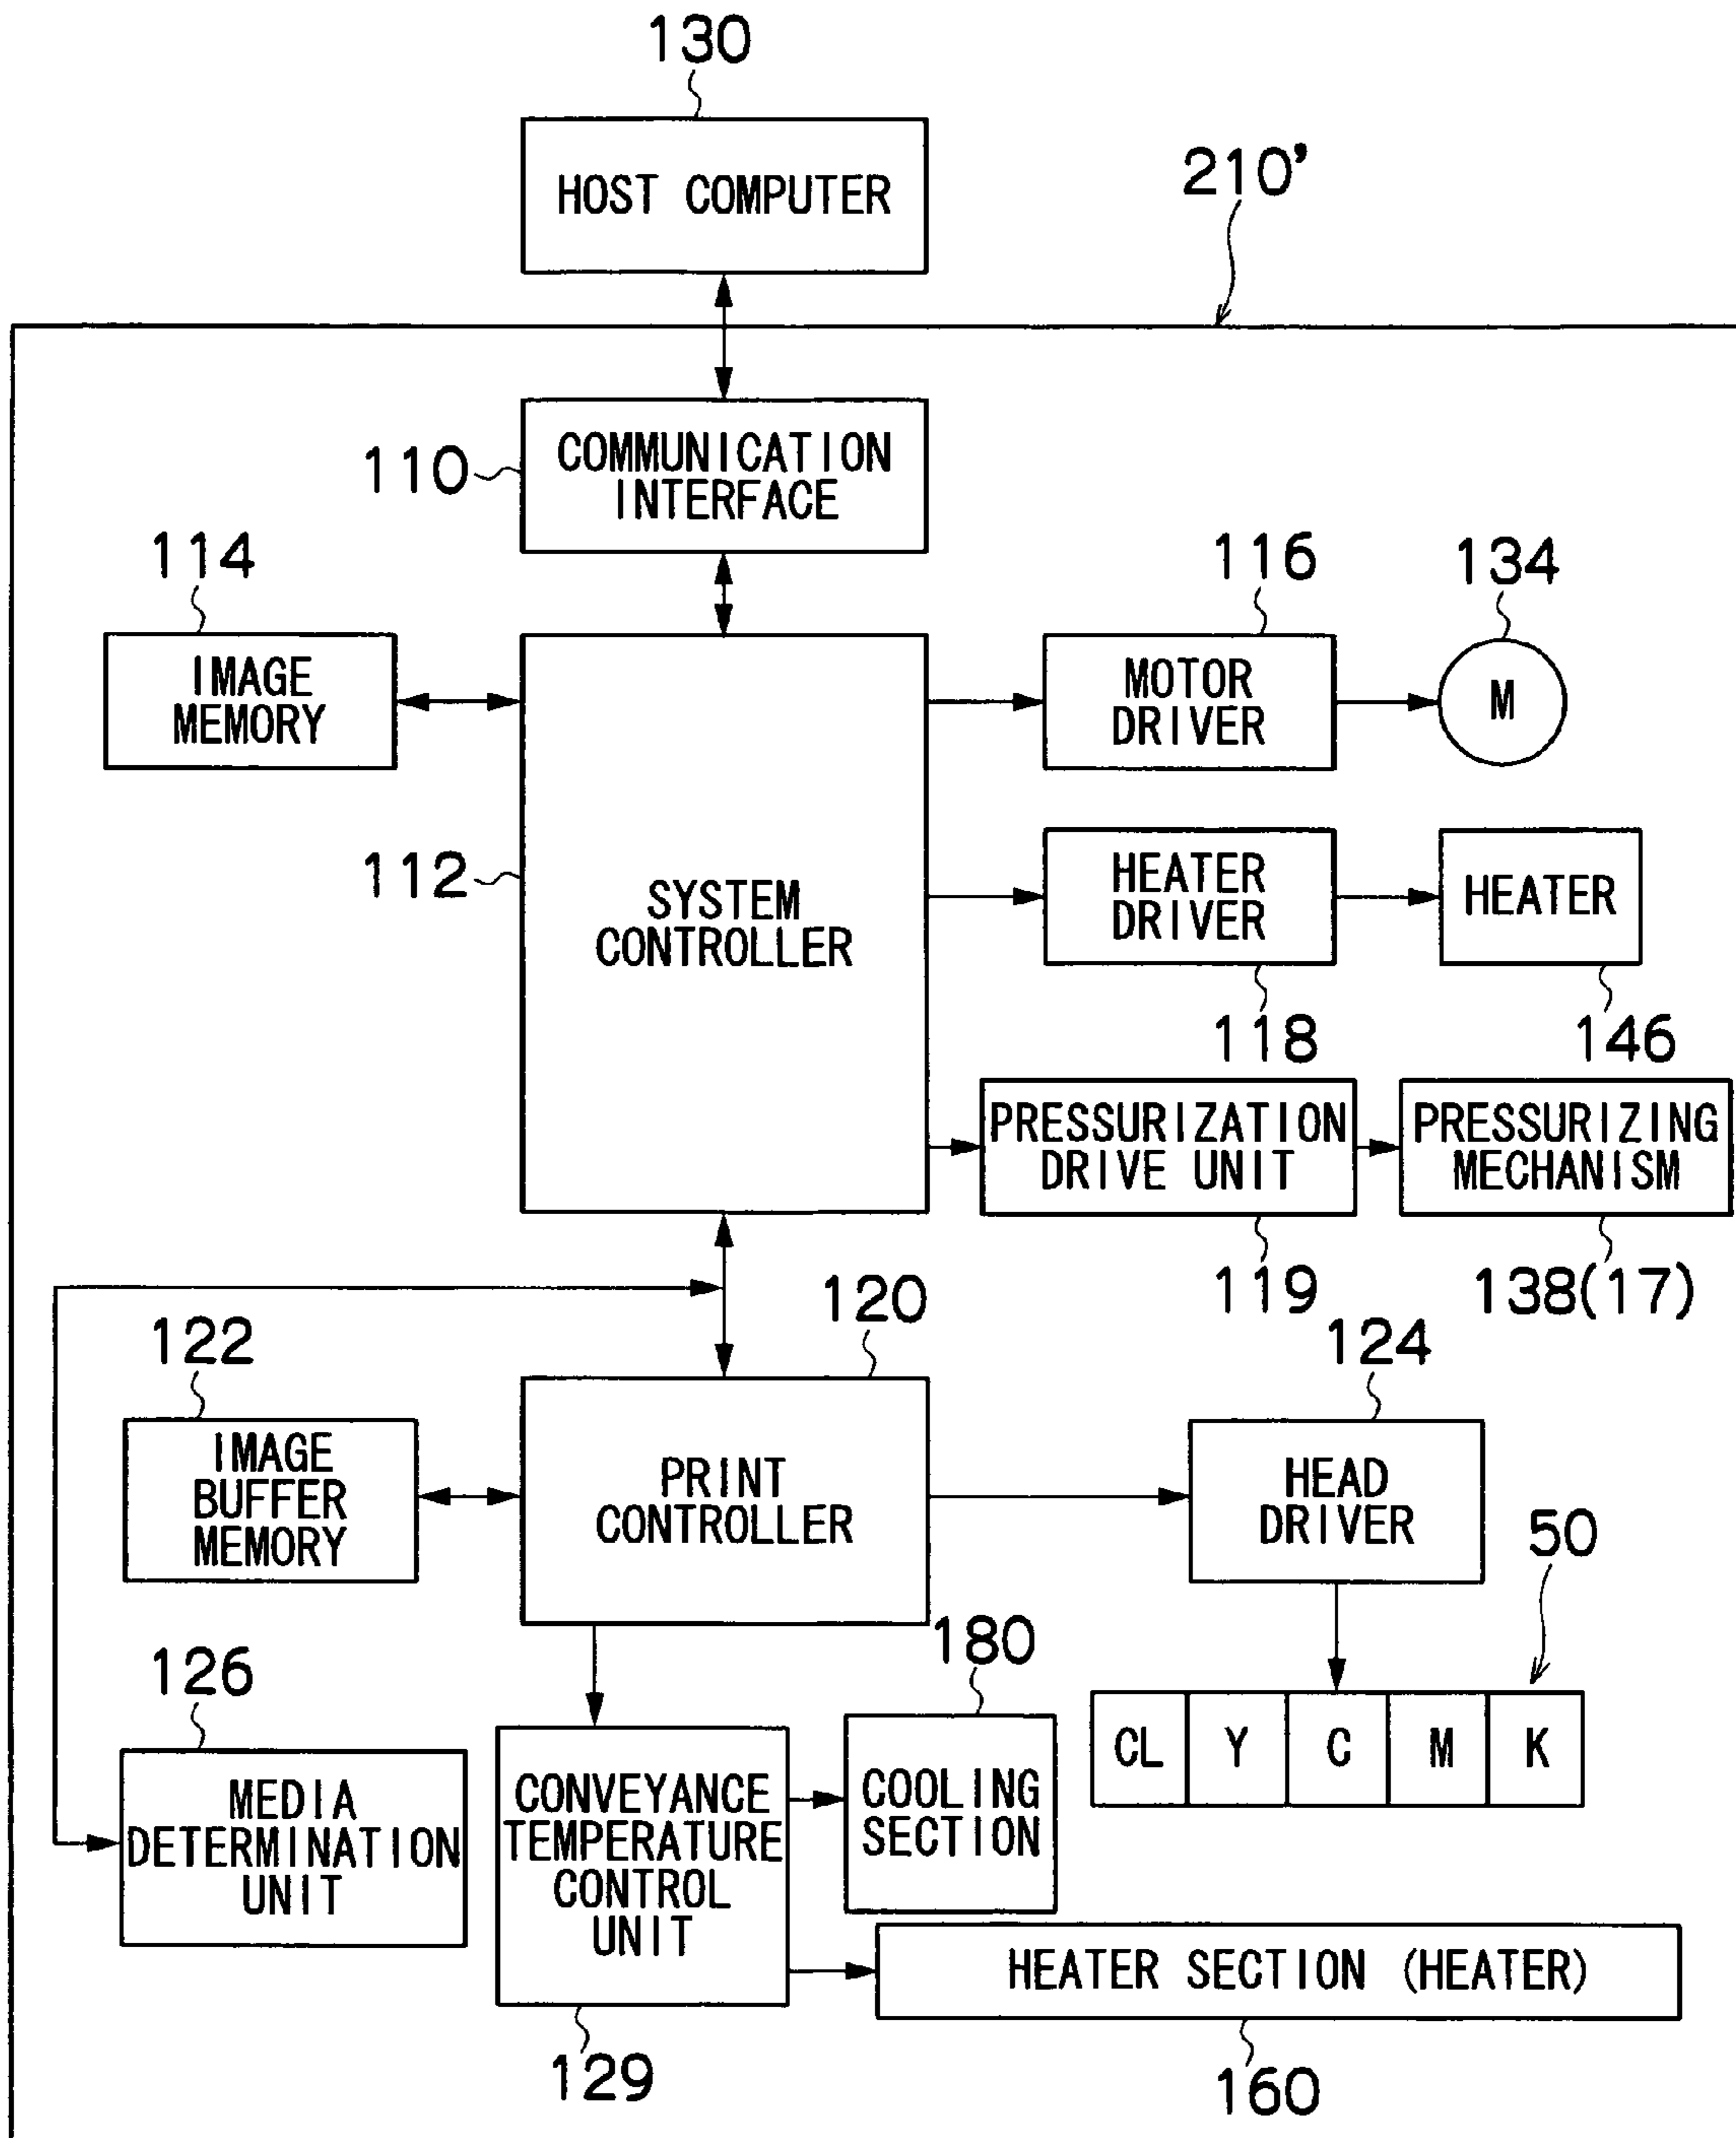 130
HOST COMPUTER
210’
110
COMMUNICATION
INTERFACE
114
IMAGE
MEMORY
116
MOTOR
DRIVER
134
M
112
SYSTEM
CONTROLLER
HEATER
DRIVER
HEATER
118
146
PRESSURIZATION
DRIVE UNIT
PRESSURIZING
MECHANISM
119
138(17)
120
122
IMAGE
BUFFER
MEMORY
PRINT
CONTROLLER
124
HEAD
DRIVER
50
CL Y C M K
126
MEDIA
DETERMINATION
UNIT
CONVEYANCE
TEMPERATURE
CONTROL
UNIT
129
180
COOLING
SECTION
HEATER SECTION (HEATER)
160